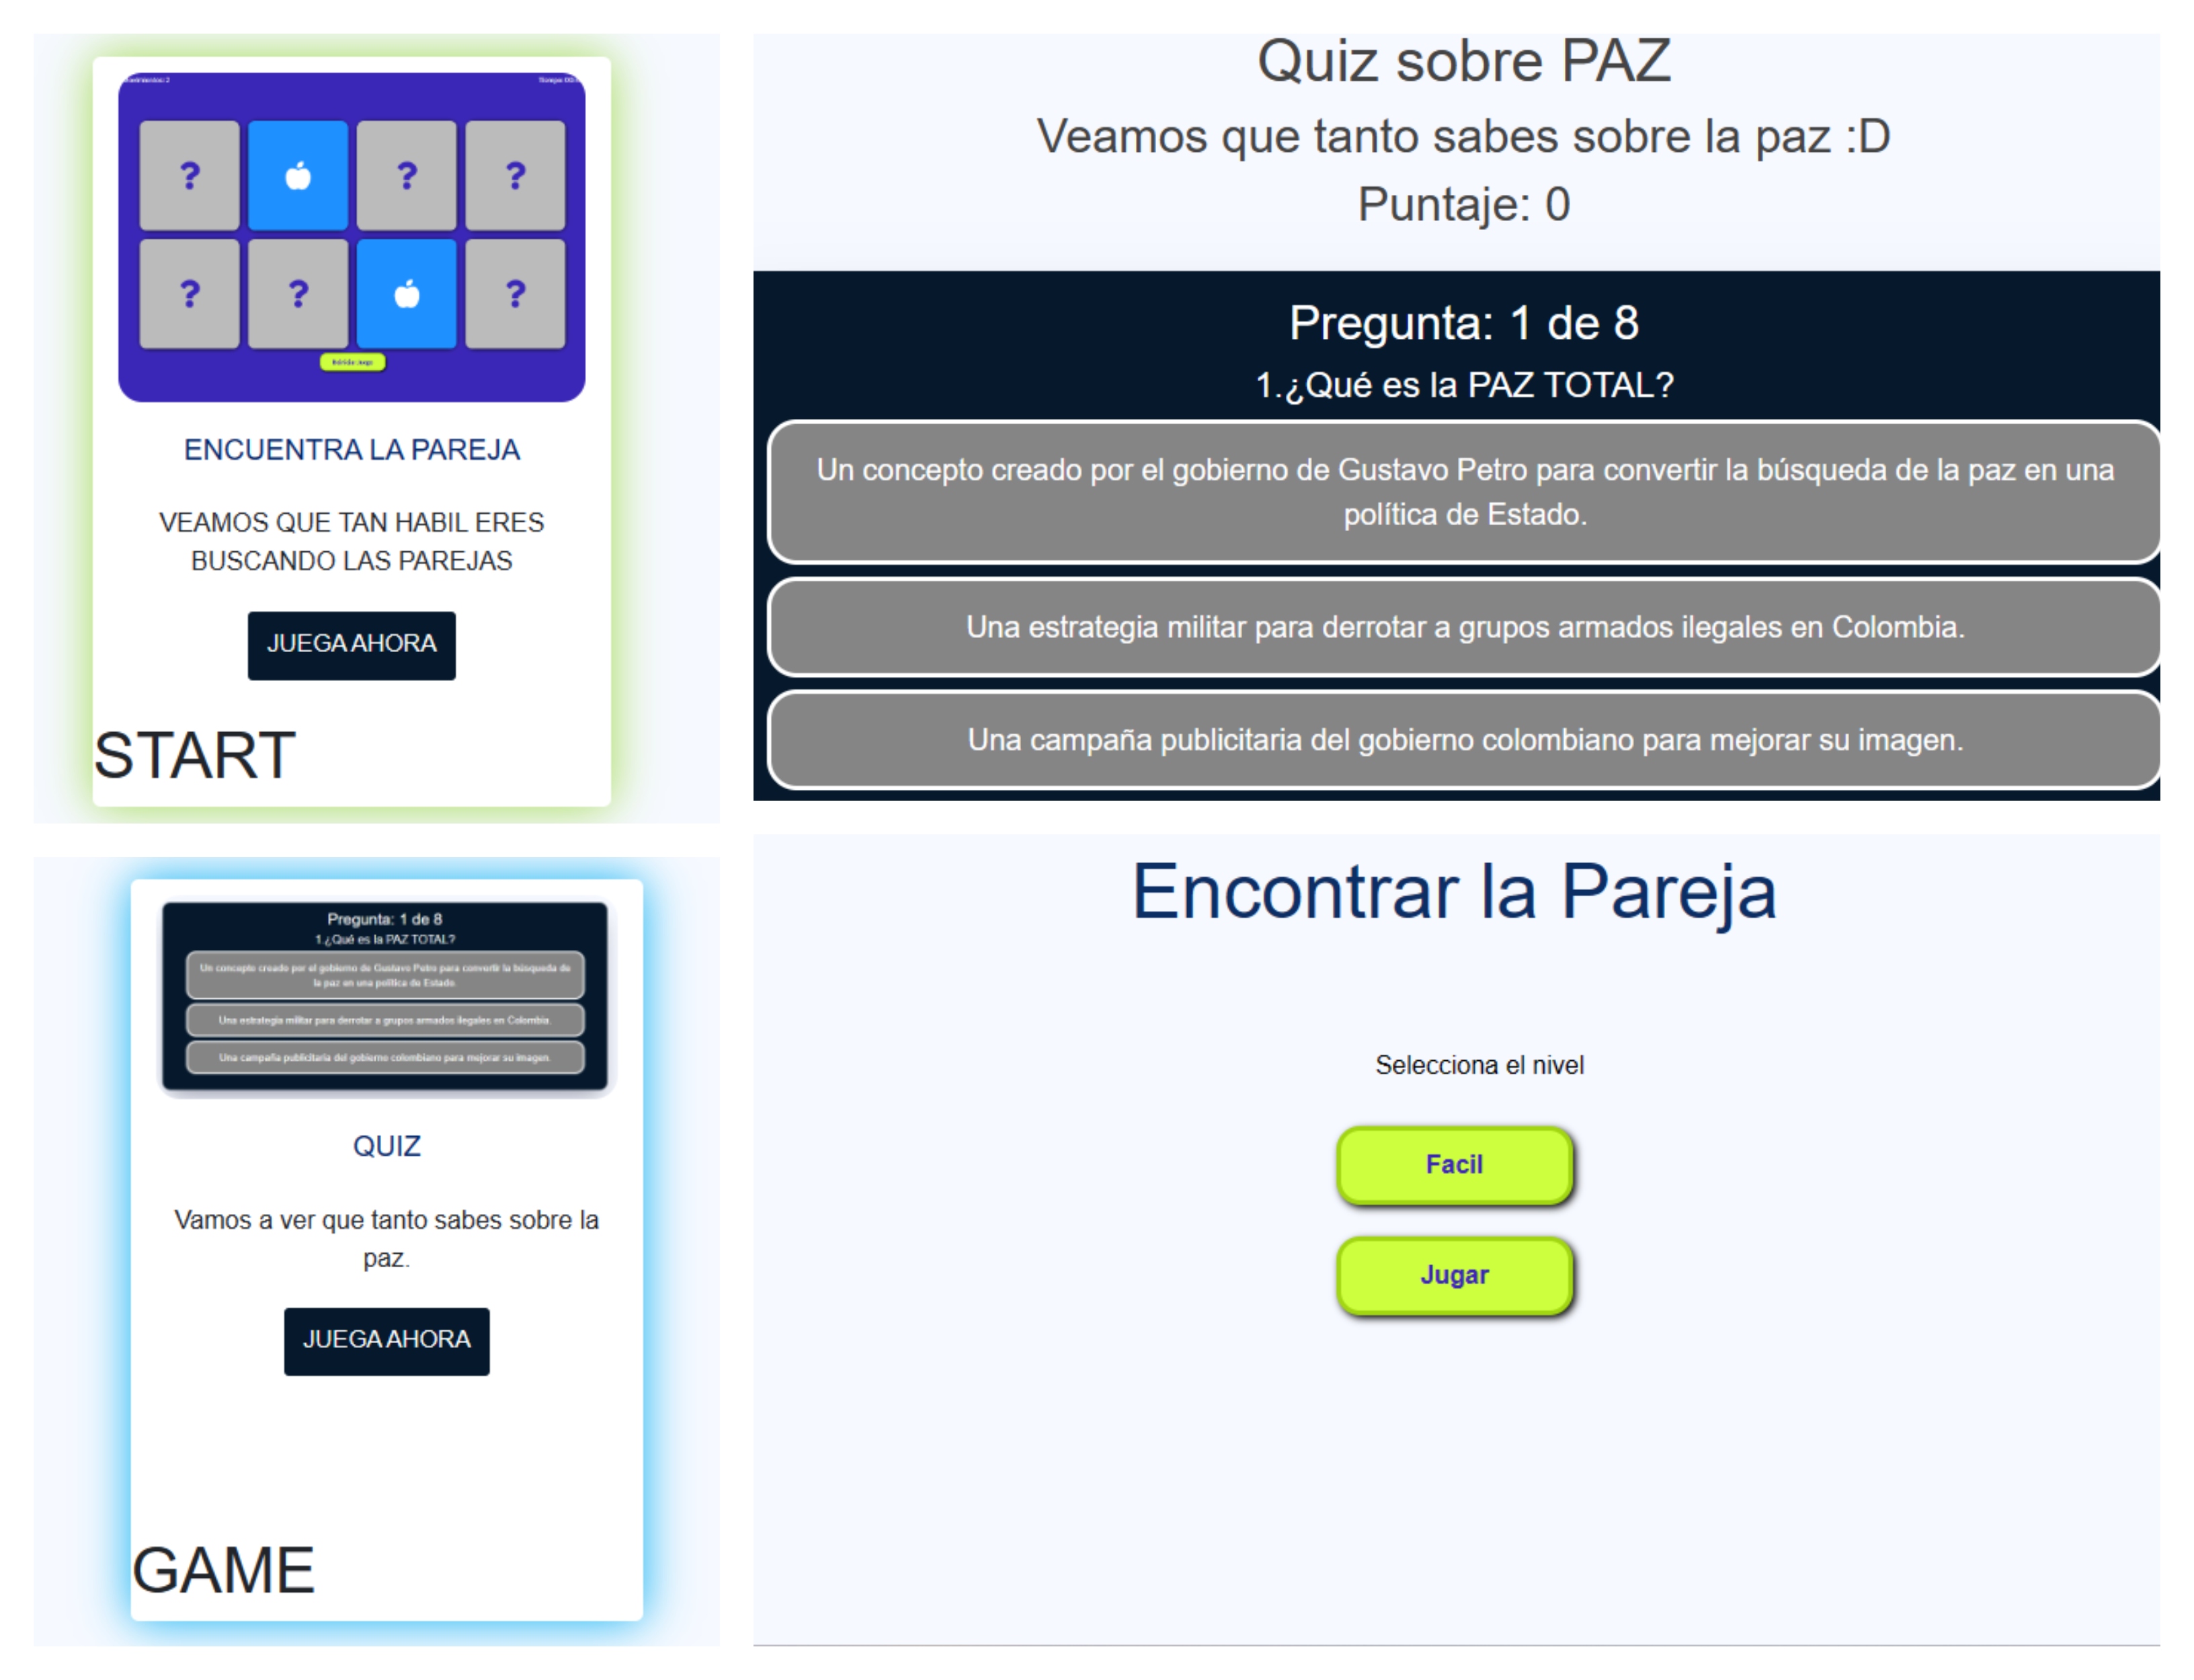 ?
?
?
?
?
?
ENCUENTRA LA PAREJA
VEAMOS QUE TAN HABIL ERES
BUSCANDO LAS PAREJAS
JUEGA AHORA
START
Quiz sobre PAZ
Veamos que tanto sabes sobre la paz :D
Puntaje: 0
Pregunta: 1 de 8
1.¿Qué es la PAZ TOTAL?
Un concepto creado por el gobierno de Gustavo Petro para convertir la búsqueda de la paz en una
política de Estado.
Una estrategia militar para derrotar a grupos armados ilegales en Colombia.
Una campaña publicitaria del gobierno colombiano para mejorar su imagen.
Pregunta: 1 de 8
1.¿Qué es la PAZ TOTAL?
Un concepto creado por el gobierno de Gustavo Petro para convertir la búsqueda de
la paz en una política de Estado.
Una estrategia militar para derrotar a grupos armados ilegales en Colombia.
Una campaña publicitaria del gobierno colombiano para mejorar su imagen.
QUIZ
Vamos a ver que tanto sabes sobre la
paz.
JUEGA AHORA
GAME
Encontrar la Pareja
Selecciona el nivel
Facil
Jugar